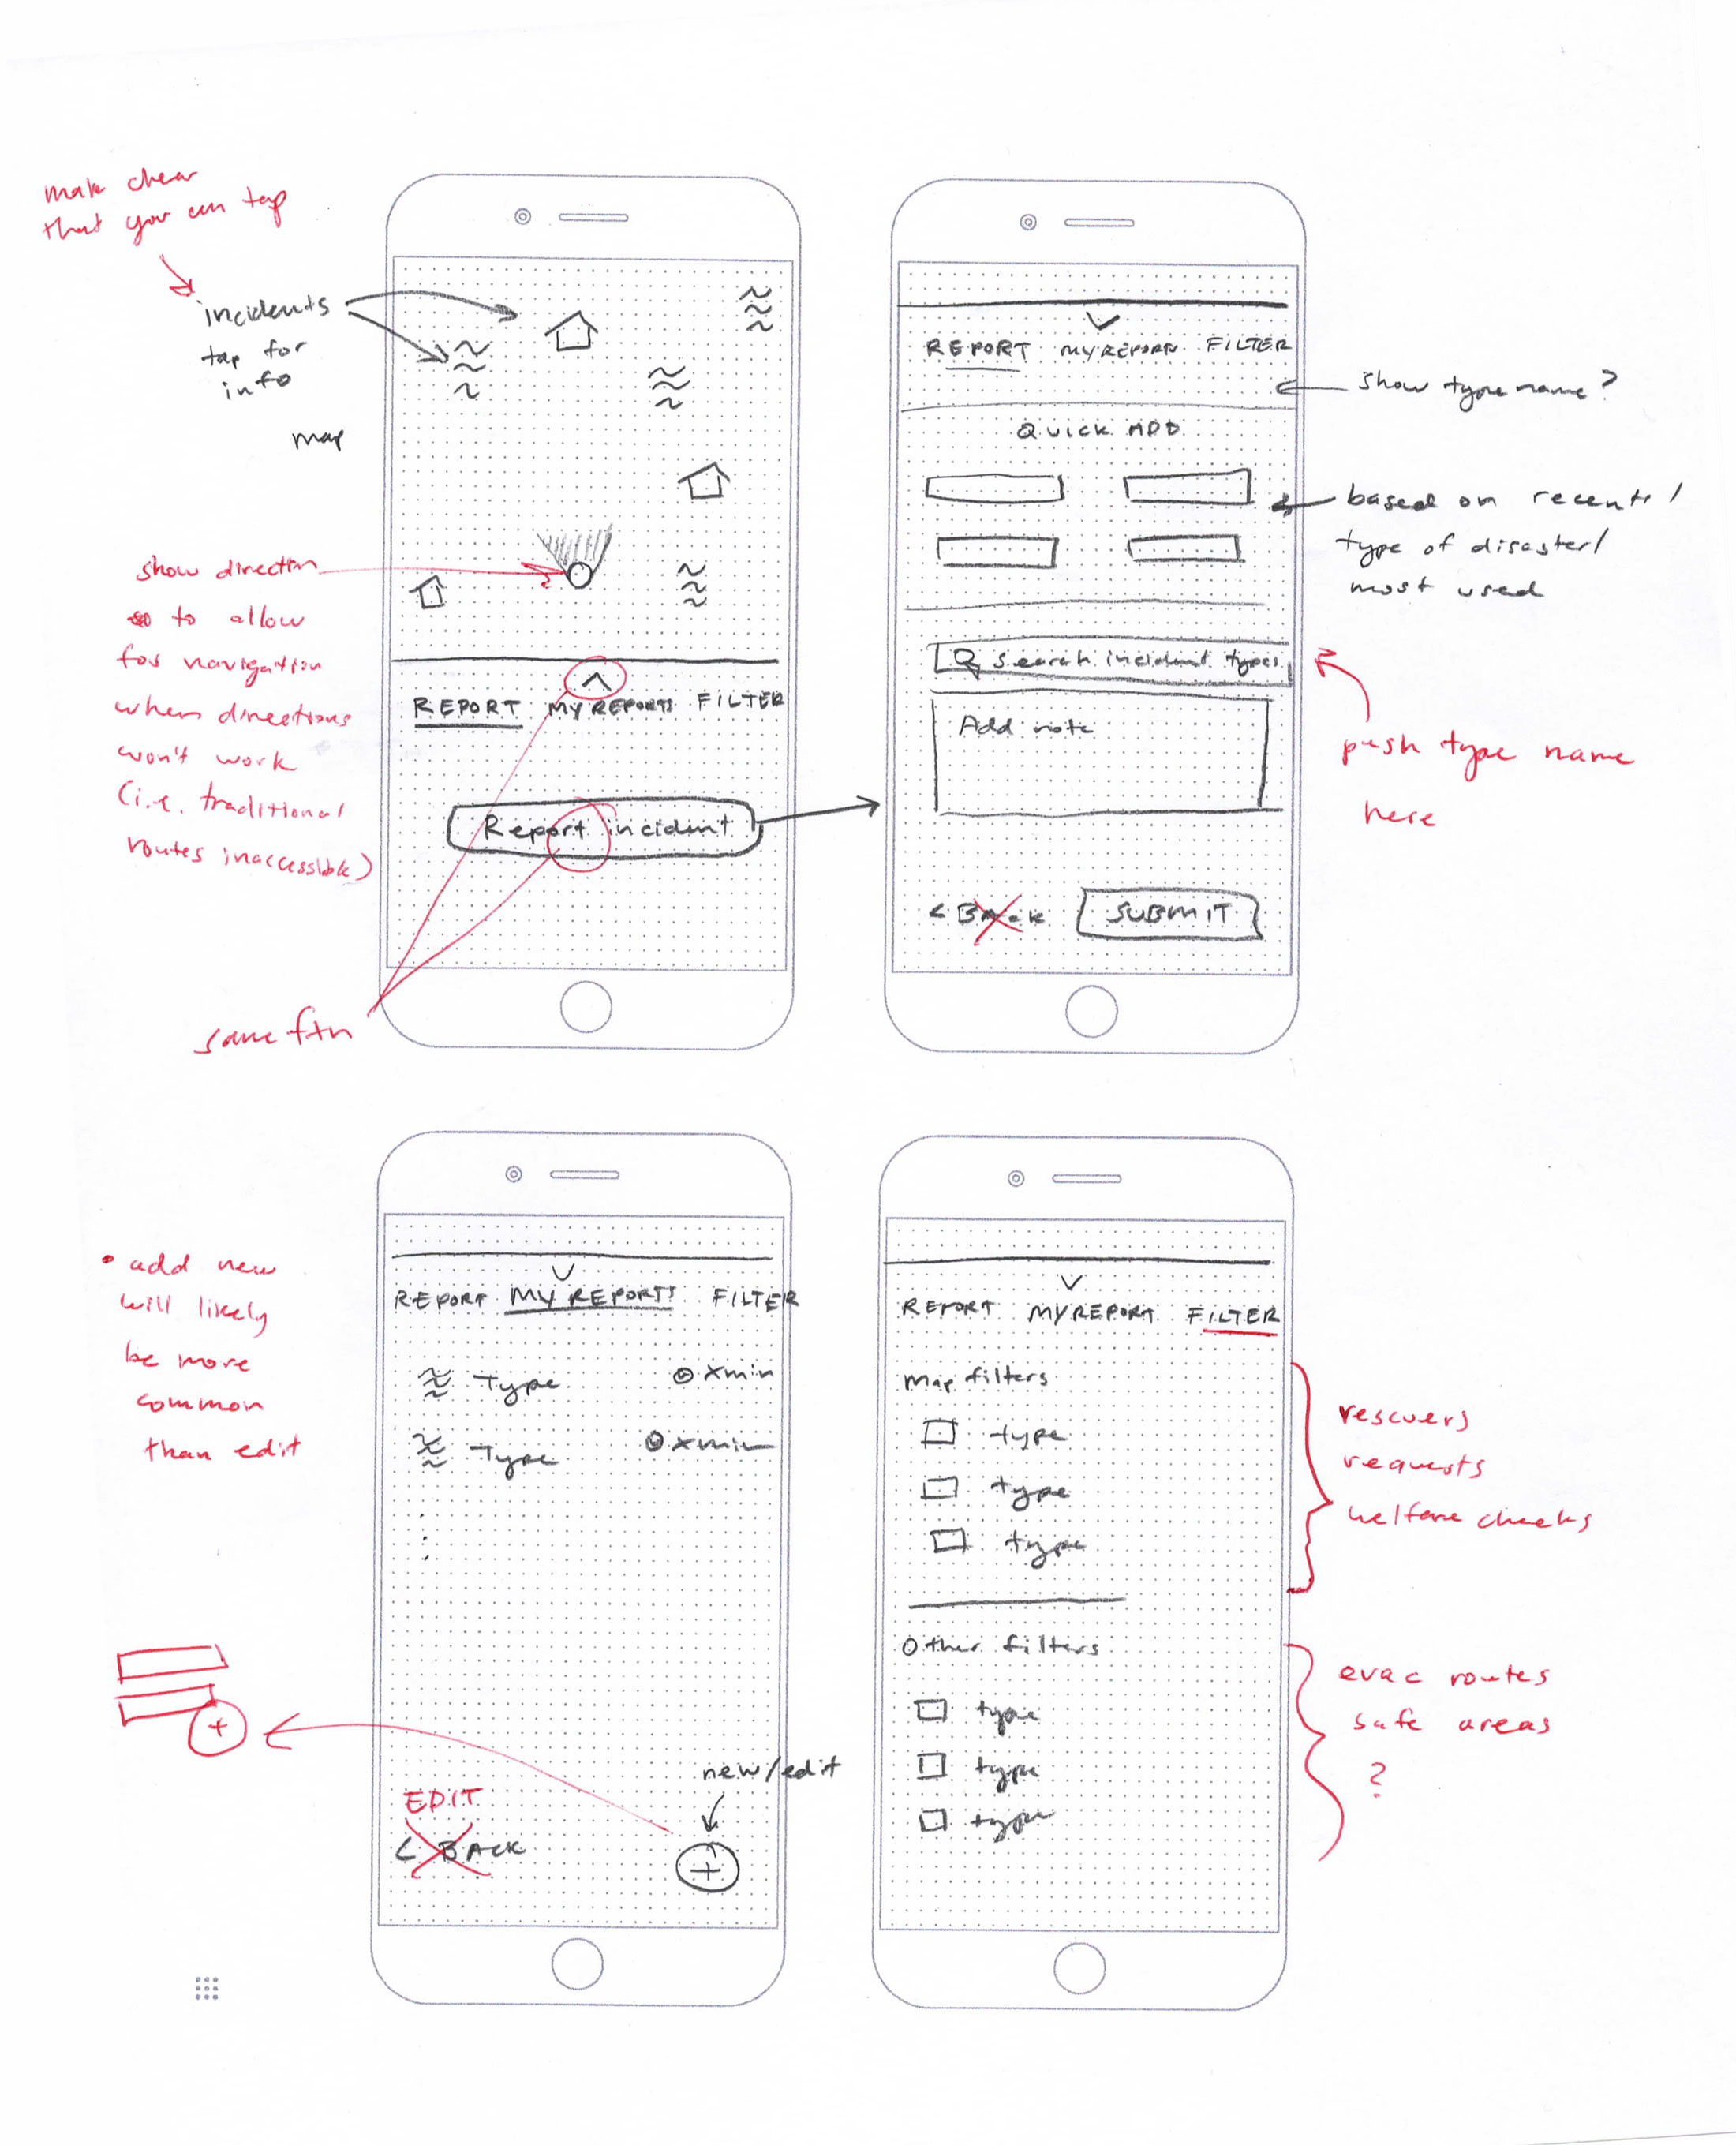 make clear
that you can tap
incidents
tap for
info
map
show direction
so to allow
for navigation
when directions
won't work
(i.e. traditional
routes inaccessible)
REPORT MY REPORTS FILTER
Report incident
same ftn
REPORT MY REPORTS FILTER
show type name?
QUICK ADD
based on recent/
type of disaster/
most used
Search incident types
Add note
push type name
here
< BACK SUBMIT
• add new
will likely
be more
common
than edit
REPORT MY REPORTS FILTER
Type x min
Type x min
+
new/edit
EDIT
< BACK
+
REPORT MY REPORT FILTER
Map filters
type
type
type
rescuers
requests
welfare checks
Other filters
type
type
type
evac routes
safe areas
?